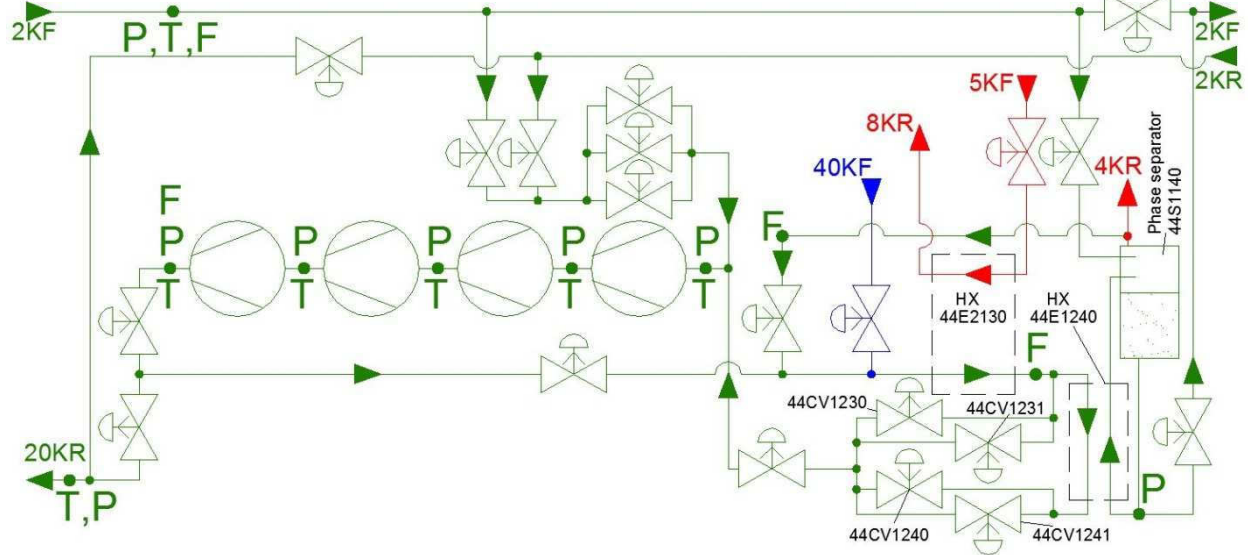 2KF
P,T,F
2KF
2KR
5KF
8KR
40KF
4KR
Phase separator
44S1140
F
P
T
P
T
P
T
P
T
P
T
F
HX
44E2130
HX
44E1240
F
44CV1230
44CV1231
20KR
T,P
P
44CV1240
44CV1241